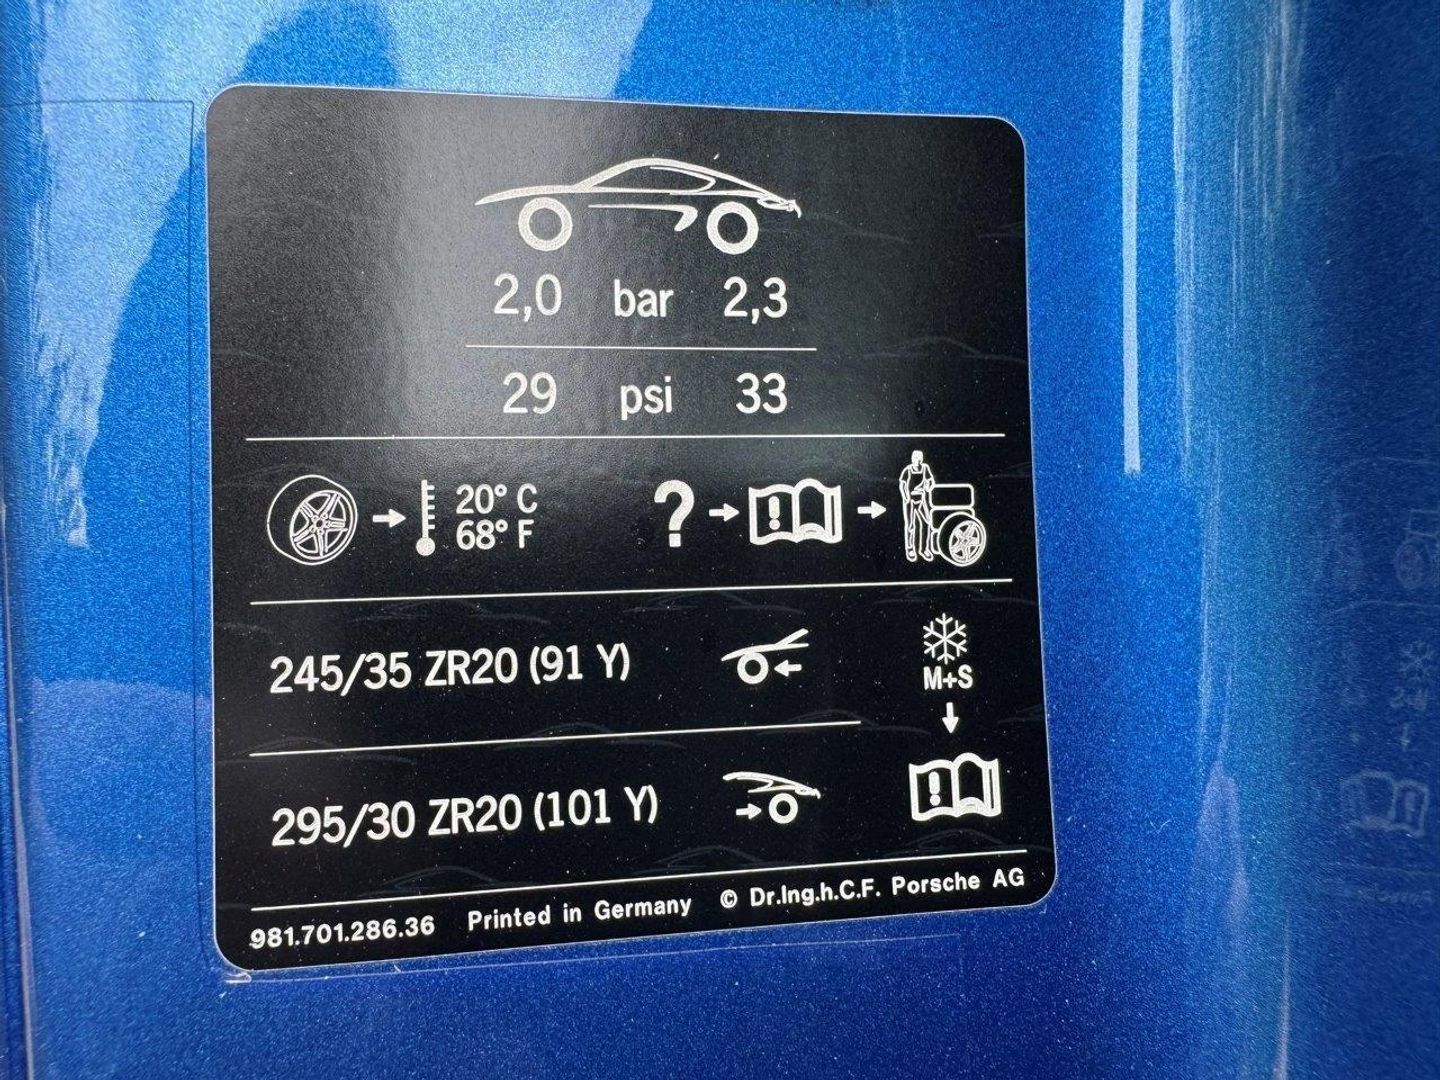 2,0 bar 2,3
29 psi 33
20° C
68° F
?
!
245/35 ZR20 (91 Y)
M+S
295/30 ZR20 (101 Y)
!
981.701.286.36 Printed in Germany © Dr.Ing.h.C.F. Porsche AG